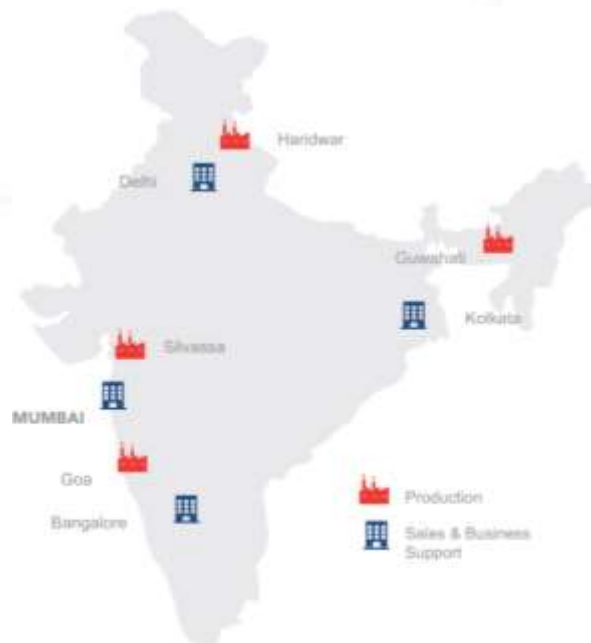 Haridwar
Delhi
Guwahati
Kolkata
Silvassa
MUMBAI
Goa
Bangalore
Production
Sales & Business
Support